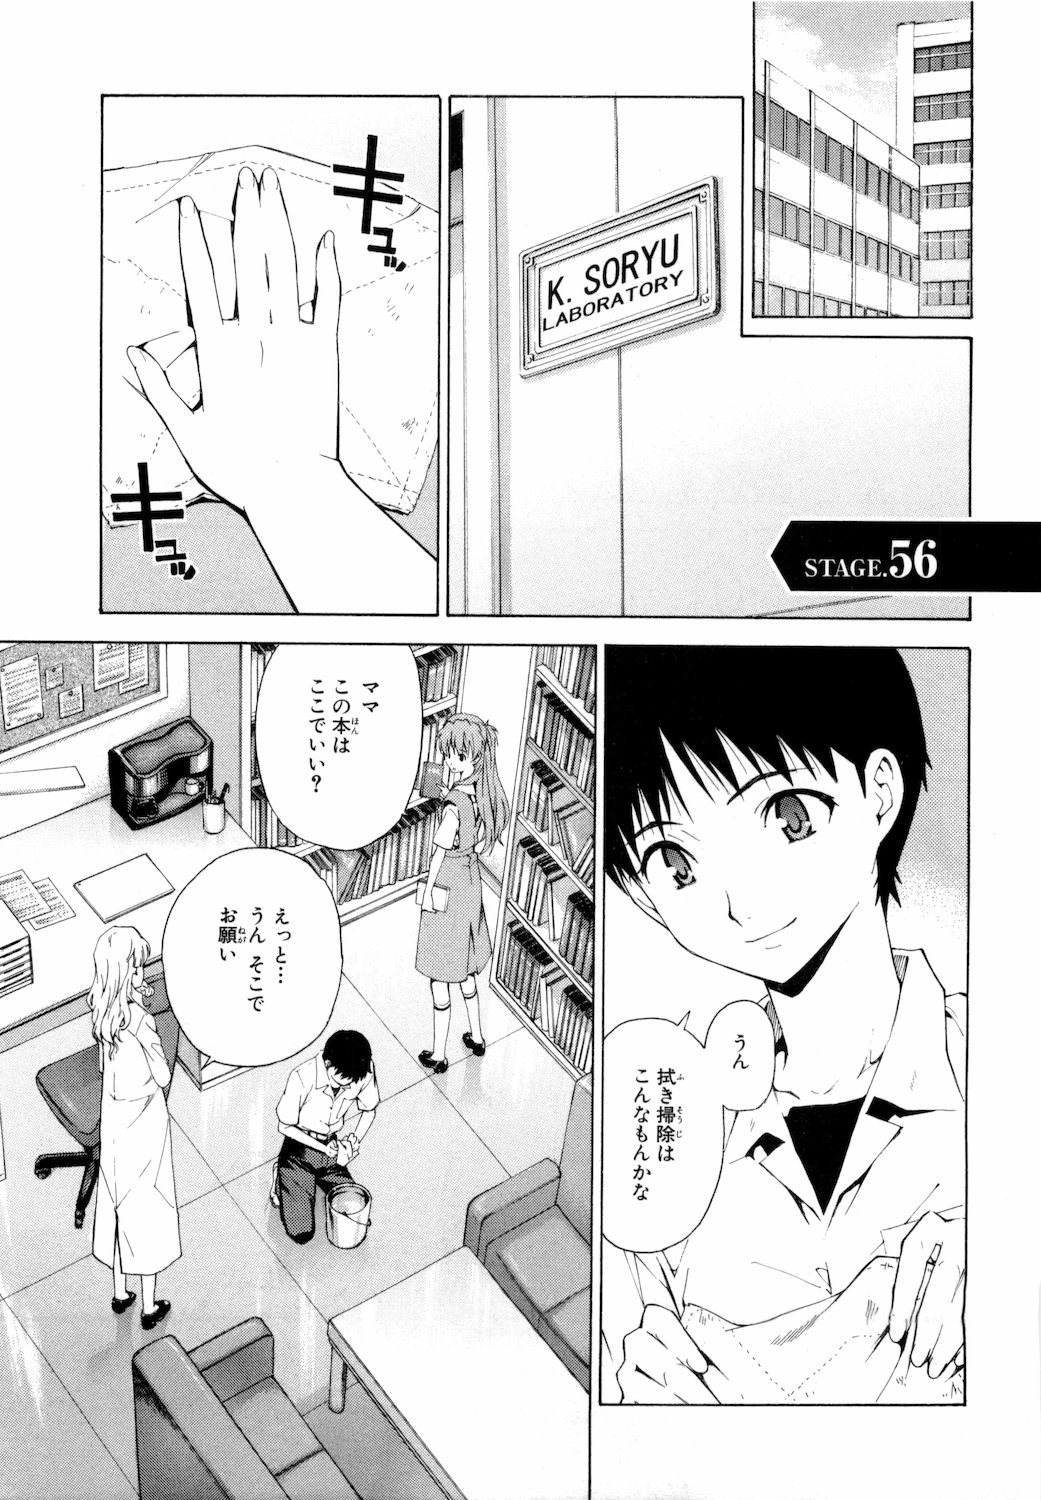 K. SORYU
LABORATORY
キュッ
キュッ
STAGE.56
うん
拭き掃除は
こんなもんかな
ママ
この本は
ここでいい?
えっと…
うん そこで
お願い